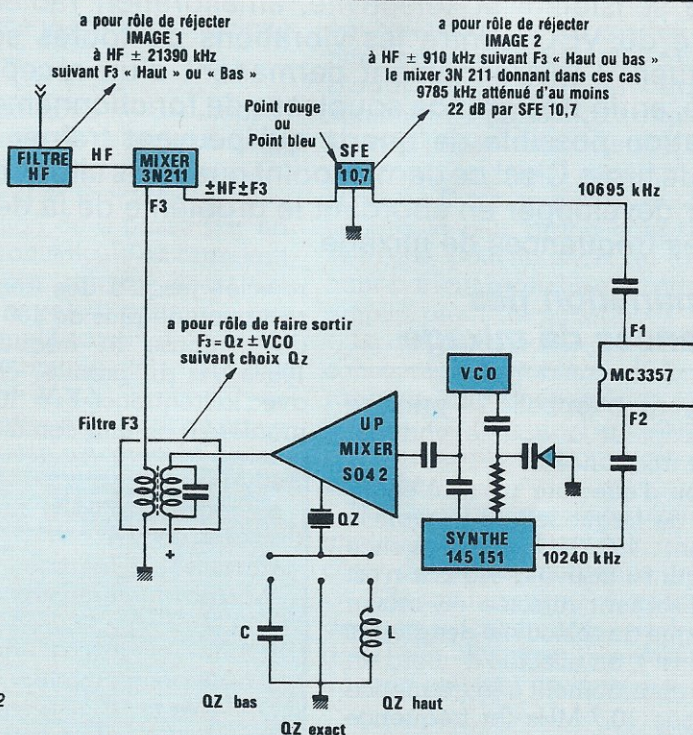 a pour rôle de réjecter
IMAGE 1
à HF ± 21390 kHz
suivant F3 « Haut » ou « Bas »
a pour rôle de réjecter
IMAGE 2
à HF ± 910 kHz suivant F3 « Haut ou bas »
le mixer 3N 211 donnant dans ces cas
9785 kHz atténué d'au moins
22 dB par SFE 10,7
Point rouge
ou
Point bleu
FILTRE
HF
HF
MIXER
3N211
±HF±F3
SFE
10,7
10695 kHz
F3
a pour rôle de faire sortir
F3 = Qz ± VCO
suivant choix Qz
F1
MC3357
F2
VCO
Filtre F3
UP
MIXER
S042
QZ
SYNTHE
145 151
10240 kHz
+
C
L
QZ bas
QZ haut
QZ exact
2